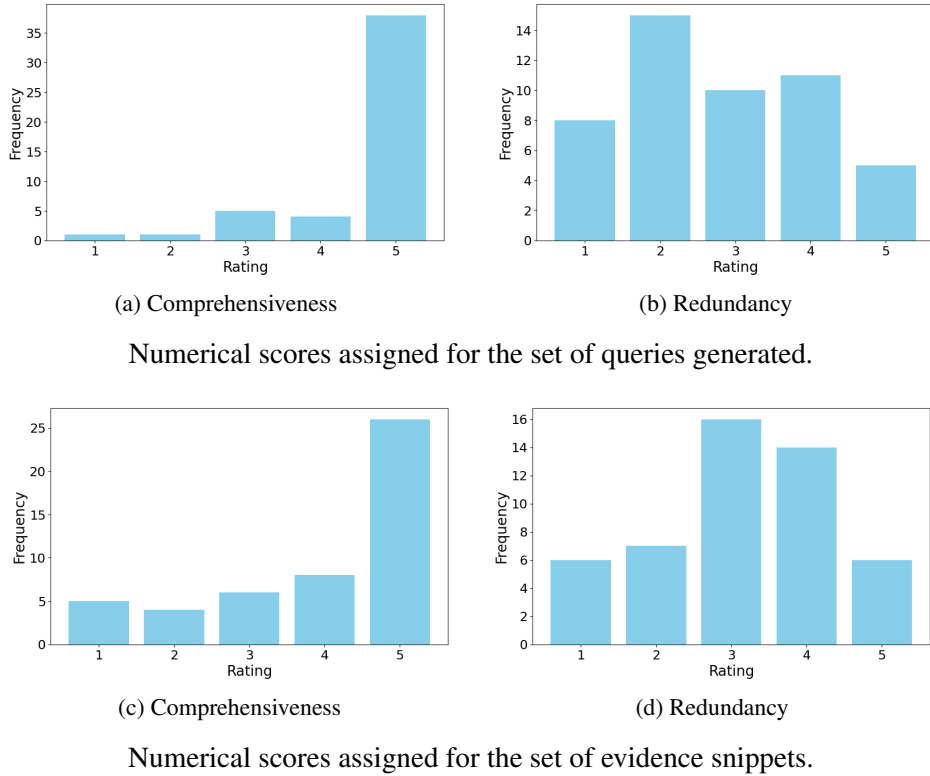 35
30
25
20
15
10
5
0
Frequency
1 2 3 4 5
Rating
(a) Comprehensiveness
14
12
10
8
6
4
2
0
Frequency
1 2 3 4 5
Rating
(b) Redundancy
Numerical scores assigned for the set of queries generated.
25
20
15
10
5
0
Frequency
1 2 3 4 5
Rating
(c) Comprehensiveness
16
14
12
10
8
6
4
2
0
Frequency
1 2 3 4 5
Rating
(d) Redundancy
Numerical scores assigned for the set of evidence snippets.